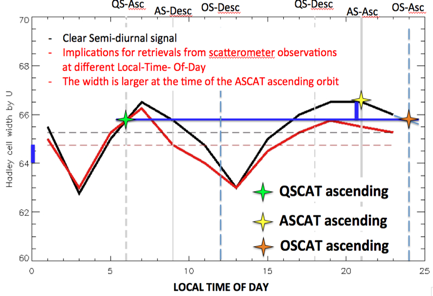 QS-Asc AS-Desc OS-Desc QS-Desc AS-Asc OS-Asc
- Clear Semi-diurnal signal
- Implications for retrievals from scatterometer observations
at different Local-Time- Of-Day
- The width is larger at the time of the ASCAT ascending orbit
Hadley cell width by U
70
68
66
64
62
60
QSCAT ascending
ASCAT ascending
OSCAT ascending
0 5 10 15 20 25
LOCAL TIME OF DAY